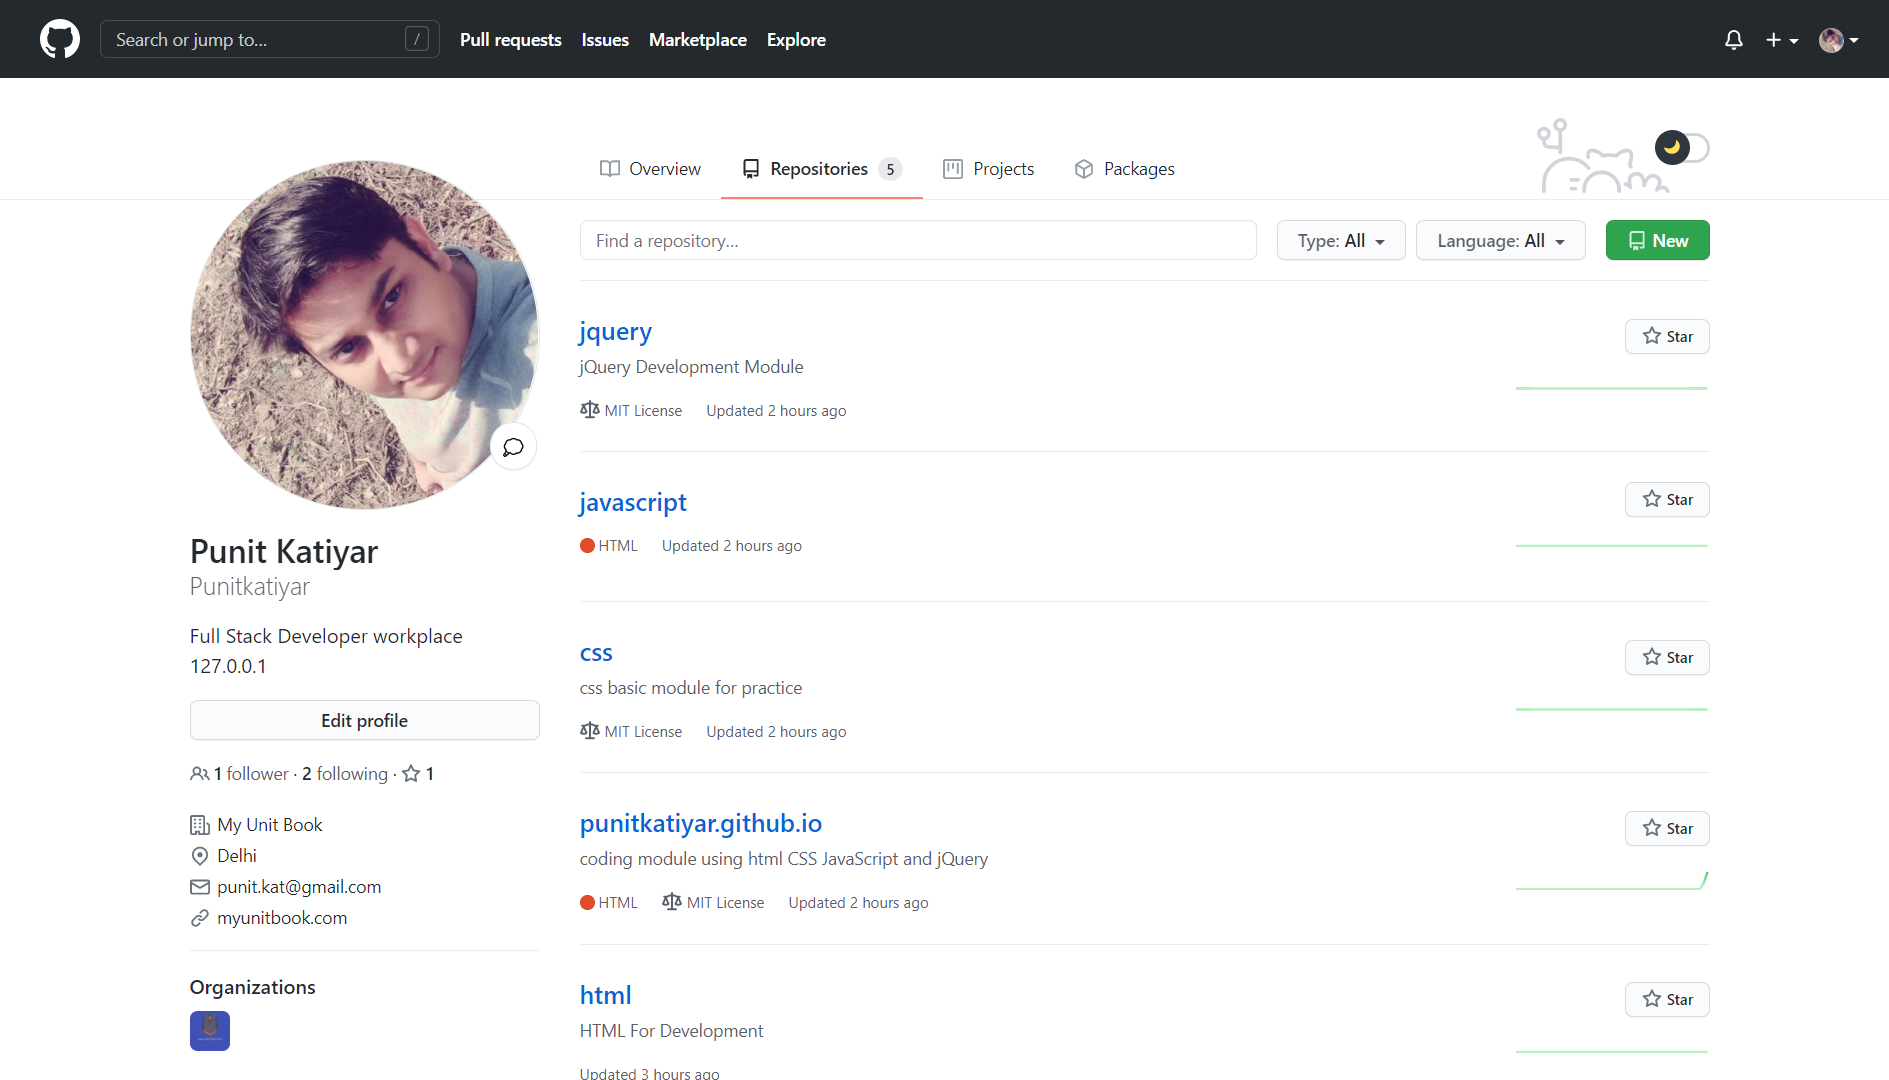 Search or jump to... /
Pull requests
Issues
Marketplace
Explore
Overview
Repositories 5
Projects
Packages
Find a repository...
Type: All
Language: All
New
Punit Katiyar
Punitkatiyar
Full Stack Developer workplace
127.0.0.1
Edit profile
1 follower · 2 following · 1
My Unit Book
Delhi
punit.kat@gmail.com
myunitbook.com
Organizations
jquery
Star
jQuery Development Module
MIT License Updated 2 hours ago
javascript
Star
HTML Updated 2 hours ago
css
Star
css basic module for practice
MIT License Updated 2 hours ago
punitkatiyar.github.io
Star
coding module using html CSS JavaScript and jQuery
HTML MIT License Updated 2 hours ago
html
Star
HTML For Development
Updated 3 hours ago